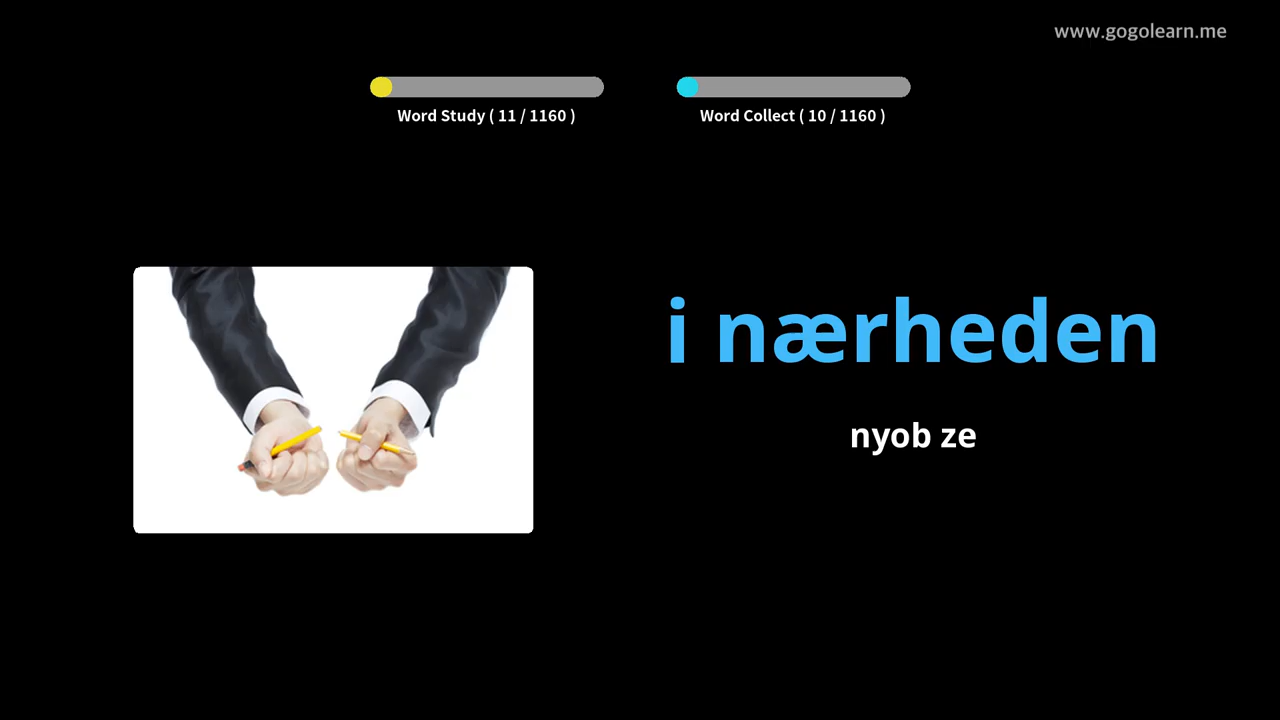 www.gogolearn.me
Word Study ( 11 / 1160 )
Word Collect ( 10 / 1160 )
i nærheden
nyob ze